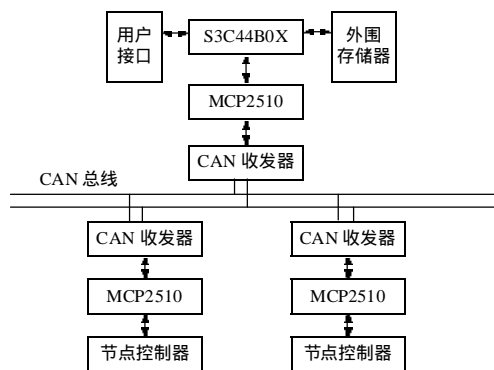 用户
接口
S3C44B0X
外围
存储器
MCP2510
CAN 收发器
CAN 总线
CAN 收发器
CAN 收发器
MCP2510
MCP2510
节点控制器
节点控制器